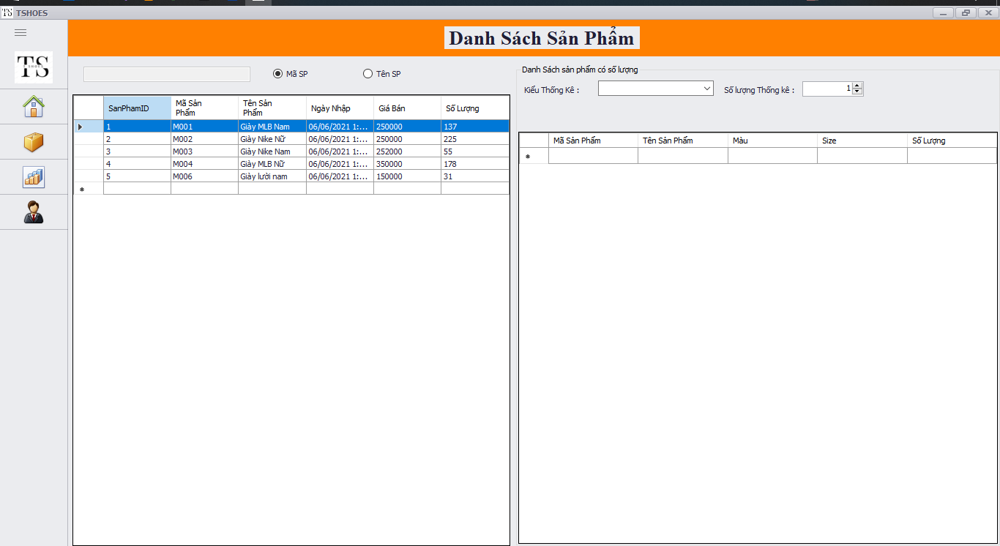 TS TSHOES
Danh Sách Sản Phẩm
TS
SHOES
Mã SP
Tên SP
Danh Sách sản phẩm có số lượng
Kiểu Thống Kê :
Số lượng Thống kê :
1
SanPhamID Mã Sản Phẩm Tên Sản Phẩm Ngày Nhập Giá Bán Số Lượng
1 M001 Giày MLB Nam 06/06/2021 1:... 250000 137
2 M002 Giày Nike Nữ 06/06/2021 1:... 250000 225
3 M003 Giày Nike Nam 06/06/2021 1:... 252000 55
4 M004 Giày MLB Nữ 06/06/2021 1:... 350000 178
5 M006 Giày lười nam 06/06/2021 1:... 150000 31
Mã Sản Phẩm Tên Sản Phẩm Màu Size Số Lượng